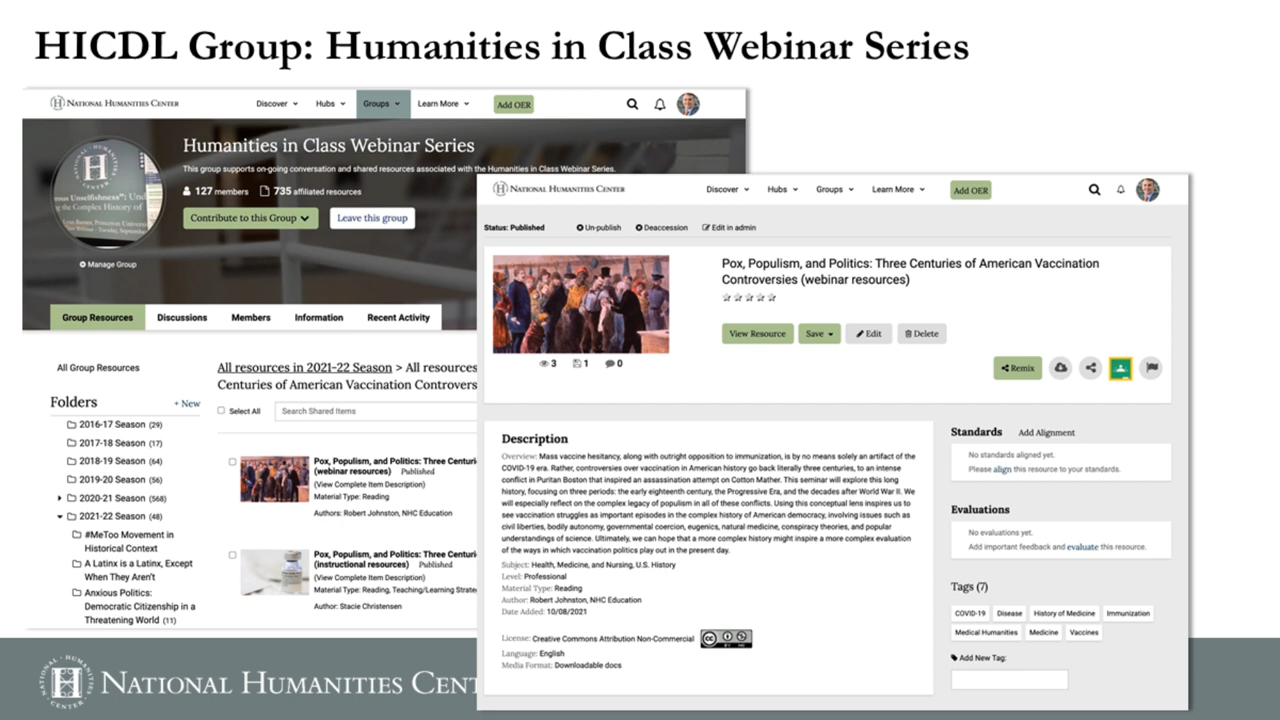 HICDL Group: Humanities in Class Webinar Series
NATIONAL HUMANITIES CENTER
Discover
Hubs
Groups
Learn More
Add OER
Humanities in Class Webinar Series
This group supports on-going conversation and shared resources associated with the Humanities in Class Webinar Series.
127 members
735 affiliated resources
Contribute to this Group
Leave this group
Manage Group
Group Resources
Discussions
Members
Information
Recent Activity
All Group Resources
Folders
+ New
2016-17 Season (29)
2017-18 Season (17)
2018-19 Season (64)
2019-20 Season (56)
2020-21 Season (568)
2021-22 Season (48)
#MeToo Movement in
Historical Context
A Latinx is a Latinx, Except
When They Aren't
Anxious Politics:
Democratic Citizenship in a
Threatening World (11)
All resources in 2021-22 Season > All resources
Centuries of American Vaccination Controvers
Select All
Search Shared Items
Pox, Populism, and Politics: Three Centuri
(webinar resources) Published
(View Complete Item Description)
Material Type: Reading
Authors: Robert Johnston, NHC Education
Pox, Populism, and Politics: Three Centuri
(instructional resources) Published
(View Complete Item Description)
Material Type: Reading, Teaching/Learning Strate
Author: Stacie Christensen
NATIONAL HUMANITIES CENTER
Discover
Hubs
Groups
Learn More
Add OER
Status: Published
Un-publish
Deaccession
Edit in admin
Pox, Populism, and Politics: Three Centuries of American Vaccination
Controversies (webinar resources)
View Resource
Save
Edit
Delete
3
1
0
Remix
Description
Overview: Mass vaccine hesitancy, along with outright opposition to immunization, is by no means solely an artifact of the
COVID-19 era. Rather, controversies over vaccination in American history go back literally three centuries, to an intense
conflict in Puritan Boston that inspired an assassination attempt on Cotton Mather. This seminar will explore this long
history, focusing on three periods: the early eighteenth century, the Progressive Era, and the decades after World War II. We
will especially reflect on the complex legacy of populism in all of these conflicts. Using this conceptual lens inspires us to
see vaccination struggles as important episodes in the complex history of American democracy, involving issues such as
civil liberties, bodily autonomy, governmental coercion, eugenics, natural medicine, conspiracy theories, and popular
understandings of science. Ultimately, we can hope that a more complex history might inspire a more complex evaluation
of the ways in which vaccination politics play out in the present day.
Subject: Health, Medicine, and Nursing, U.S. History
Level: Professional
Material Type: Reading
Author: Robert Johnston, NHC Education
Date Added: 10/08/2021
License: Creative Commons Attribution Non-Commercial
Language: English
Media Format: Downloadable docs
Standards
Add Alignment
No standards aligned yet.
Please align this resource to your standards.
Evaluations
No evaluations yet.
Add important feedback and evaluate this resource.
Tags (7)
COVID-19
Disease
History of Medicine
Immunization
Medical Humanities
Medicine
Vaccines
Add New Tag:
NATIONAL HUMANITIES CENT